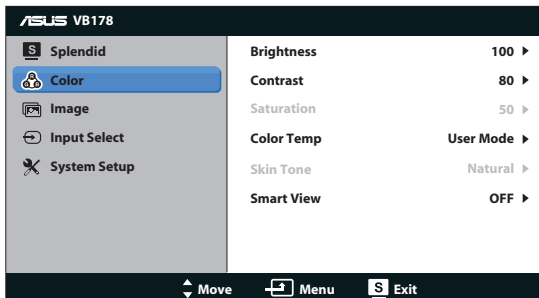 ASUS VB178
S Splendid
Color
Image
Input Select
System Setup
Brightness 100
Contrast 80
Saturation 50
Color Temp User Mode
Skin Tone Natural
Smart View OFF
Move Menu S Exit